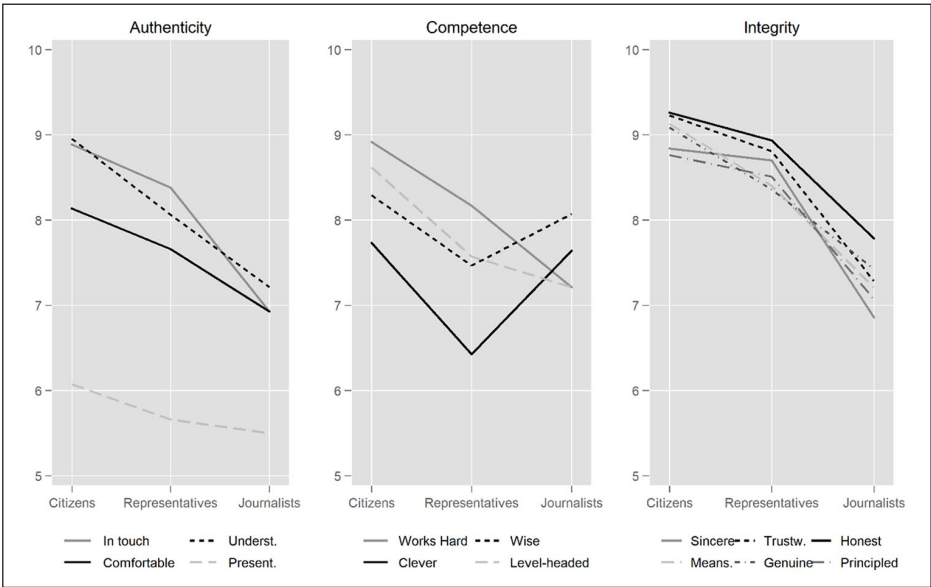 Authenticity
10
9
8
7
6
5
Citizens Representatives Journalists
In touch Underst.
Comfortable Present.
Competence
10
9
8
7
6
5
Citizens Representatives Journalists
Works Hard Wise
Clever Level-headed
Integrity
10
9
8
7
6
5
Citizens Representatives Journalists
Sincere Trustw. Honest
Means. Genuine Principled